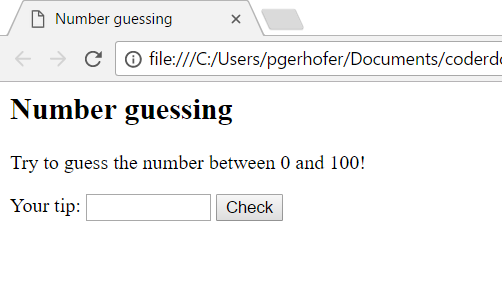 Number guessing
file:///C:/Users/pgerhofer/Documents/coderdo
Number guessing
Try to guess the number between 0 and 100!
Your tip: Check